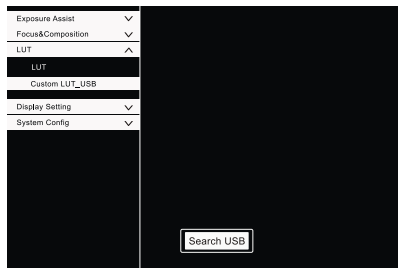 Exposure Assist
Focus&Composition
LUT
LUT
Custom LUT_USB
Display Setting
System Config
Search USB